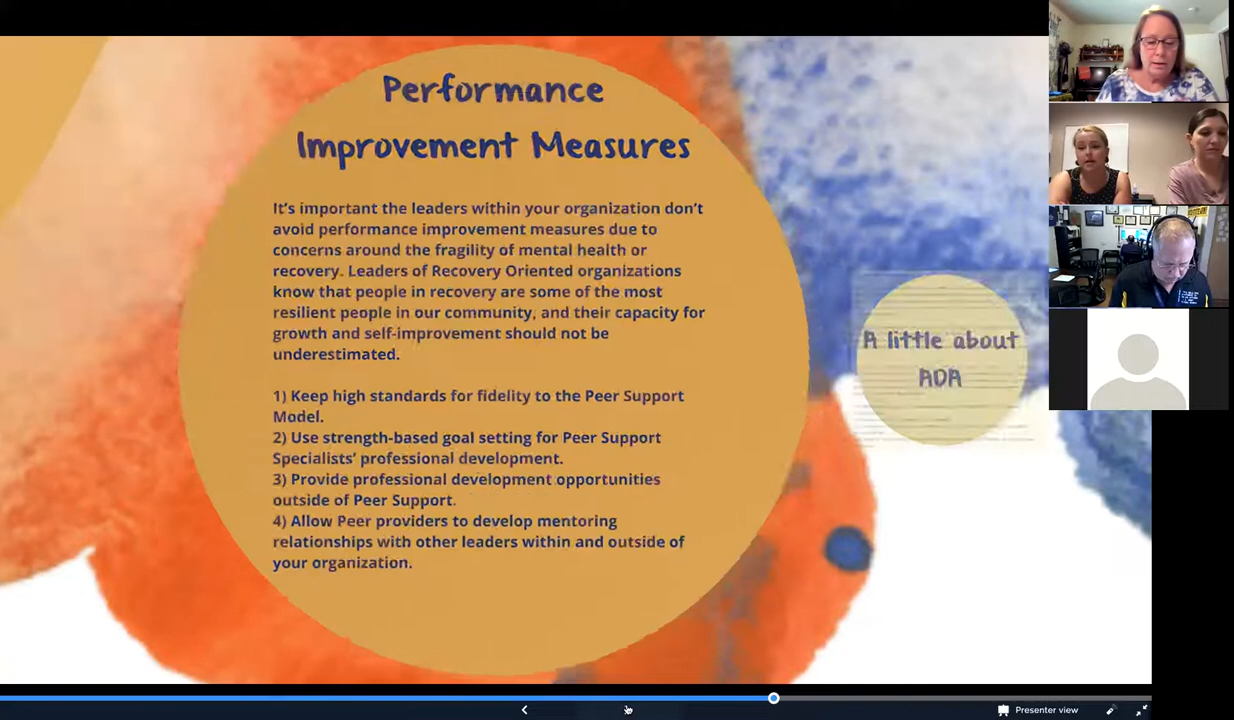 Performance
Improvement Measures
It's important the leaders within your organization don't
avoid performance improvement measures due to
concerns around the fragility of mental health or
recovery. Leaders of Recovery Oriented organizations
know that people in recovery are some of the most
resilient people in our community, and their capacity for
growth and self-improvement should not be
underestimated.
1) Keep high standards for fidelity to the Peer Support
Model.
2) Use strength-based goal setting for Peer Support
Specialists' professional development.
3) Provide professional development opportunities
outside of Peer Support.
4) Allow Peer providers to develop mentoring
relationships with other leaders within and outside of
your organization.
A little about
ADA
Presenter view